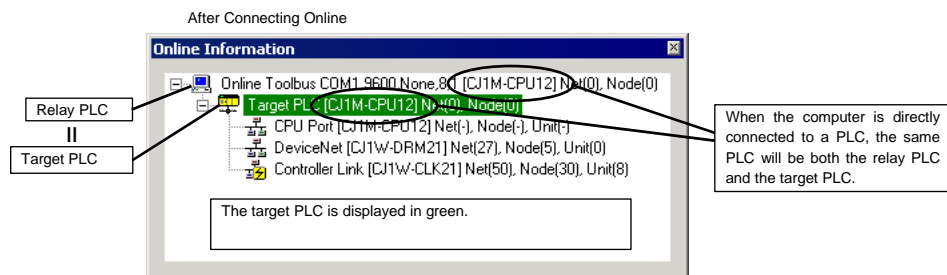 After Connecting Online
Online Information
Online Toolbus COM1 9600 None,8,1 [CJ1M-CPU12] Net(0), Node(0)
Target PLC [CJ1M-CPU12] Net(0), Node(0)
CPU Port [CJ1M-CPU12] Net(-), Node(-), Unit(-)
DeviceNet [CJ1W-DRM21] Net(27), Node(5), Unit(0)
Controller Link [CJ1W-CLK21] Net(50), Node(30), Unit(8)
The target PLC is displayed in green.
Relay PLC
=
Target PLC
When the computer is directly
connected to a PLC, the same
PLC will be both the relay PLC
and the target PLC.